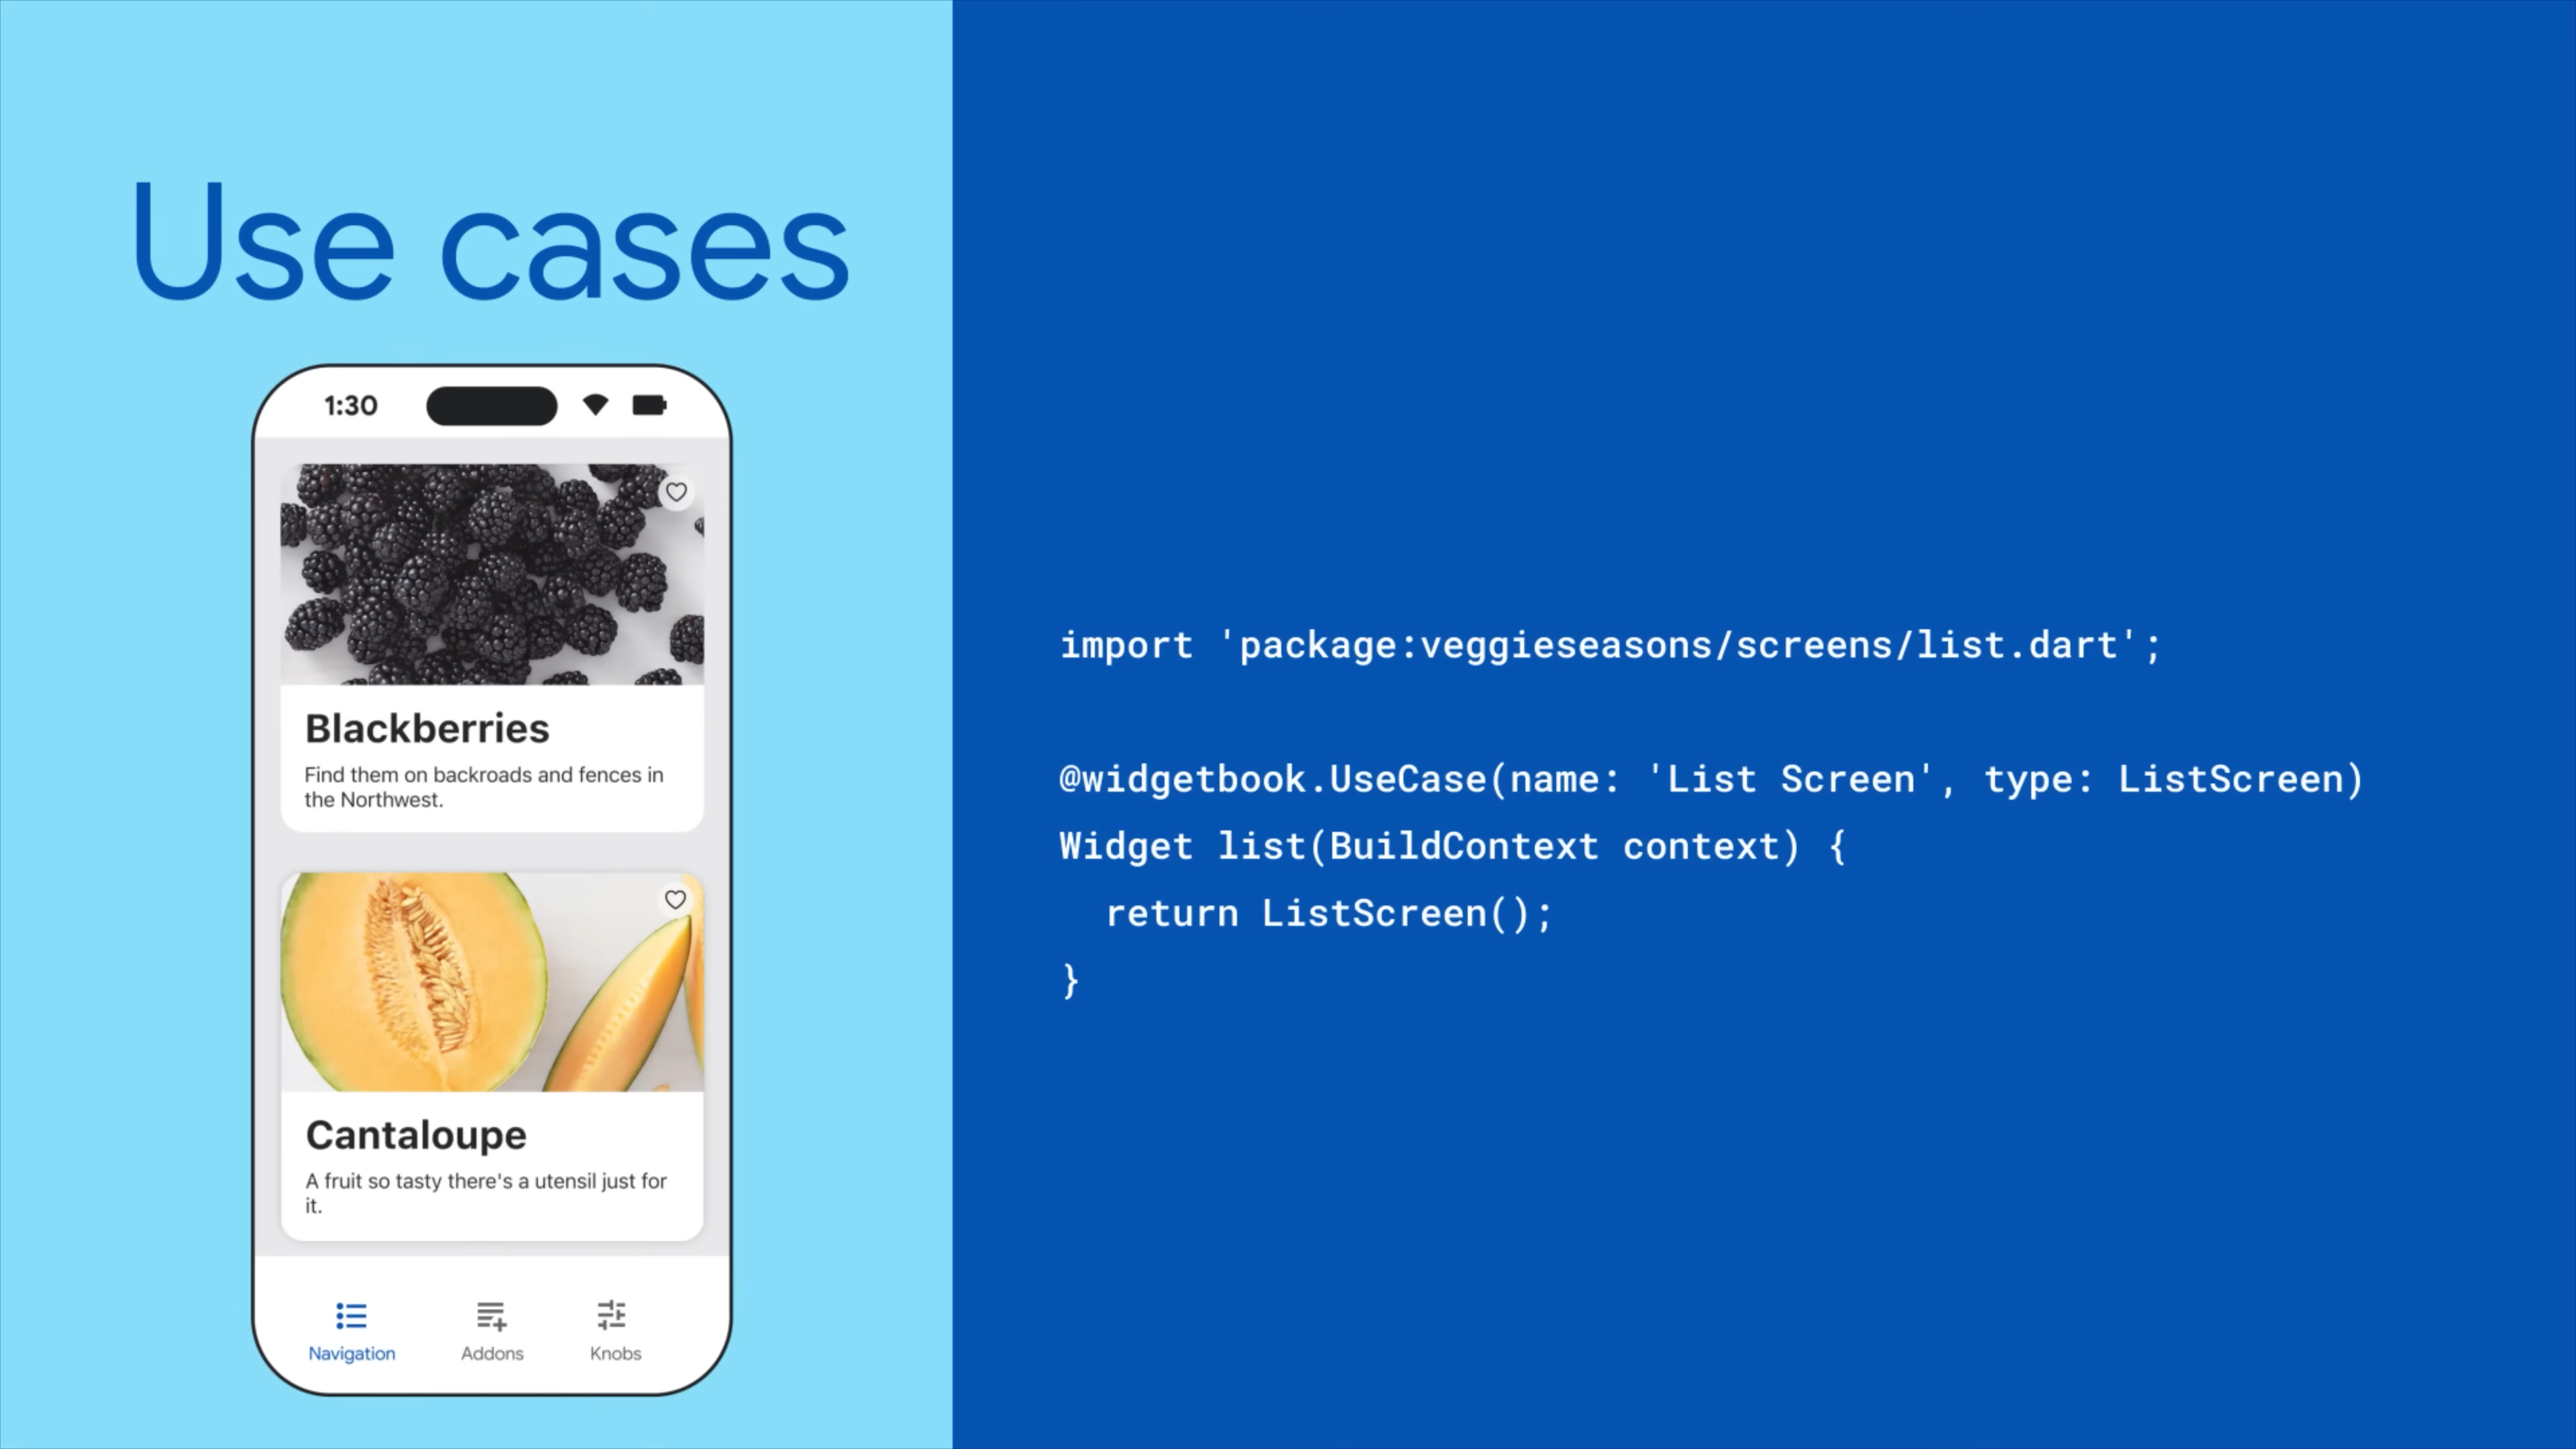 Use cases
1:30
Blackberries
Find them on backroads and fences in
the Northwest.
Cantaloupe
A fruit so tasty there's a utensil just for
it.
Navigation
Addons
Knobs
import 'package:veggieseasons/screens/list.dart';
@widgetbook.UseCase(name: 'List Screen', type: ListScreen)
Widget list(BuildContext context) {
  return ListScreen();
}